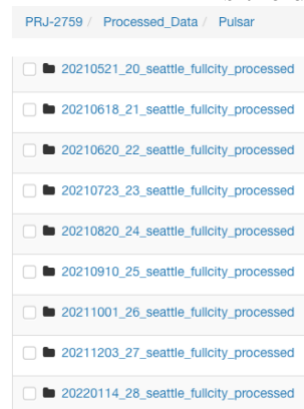 PRJ-2759 / Processed_Data / Pulsar
20210521_20_seattle_fullcity_processed
20210618_21_seattle_fullcity_processed
20210620_22_seattle_fullcity_processed
20210723_23_seattle_fullcity_processed
20210820_24_seattle_fullcity_processed
20210910_25_seattle_fullcity_processed
20211001_26_seattle_fullcity_processed
20211203_27_seattle_fullcity_processed
20220114_28_seattle_fullcity_processed